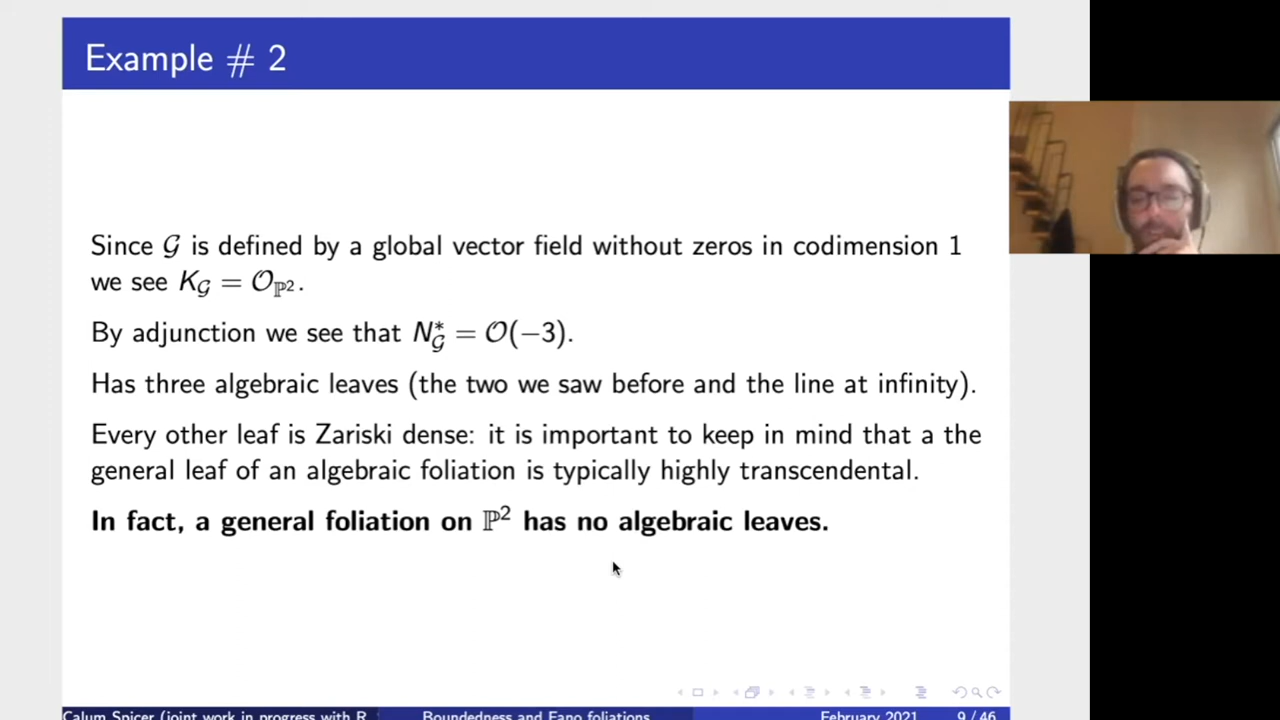 Example # 2
Since 𝒢 is defined by a global vector field without zeros in codimension 1
we see K_𝒢 = 𝒪_{ℙ²}.
By adjunction we see that N*_𝒢 = 𝒪(−3).
Has three algebraic leaves (the two we saw before and the line at infinity).
Every other leaf is Zariski dense: it is important to keep in mind that a the
general leaf of an algebraic foliation is typically highly transcendental.
In fact, a general foliation on ℙ² has no algebraic leaves.
Calum Spicer (joint work in progress with R. Boundedness and Fano foliations February 2021 9 / 46